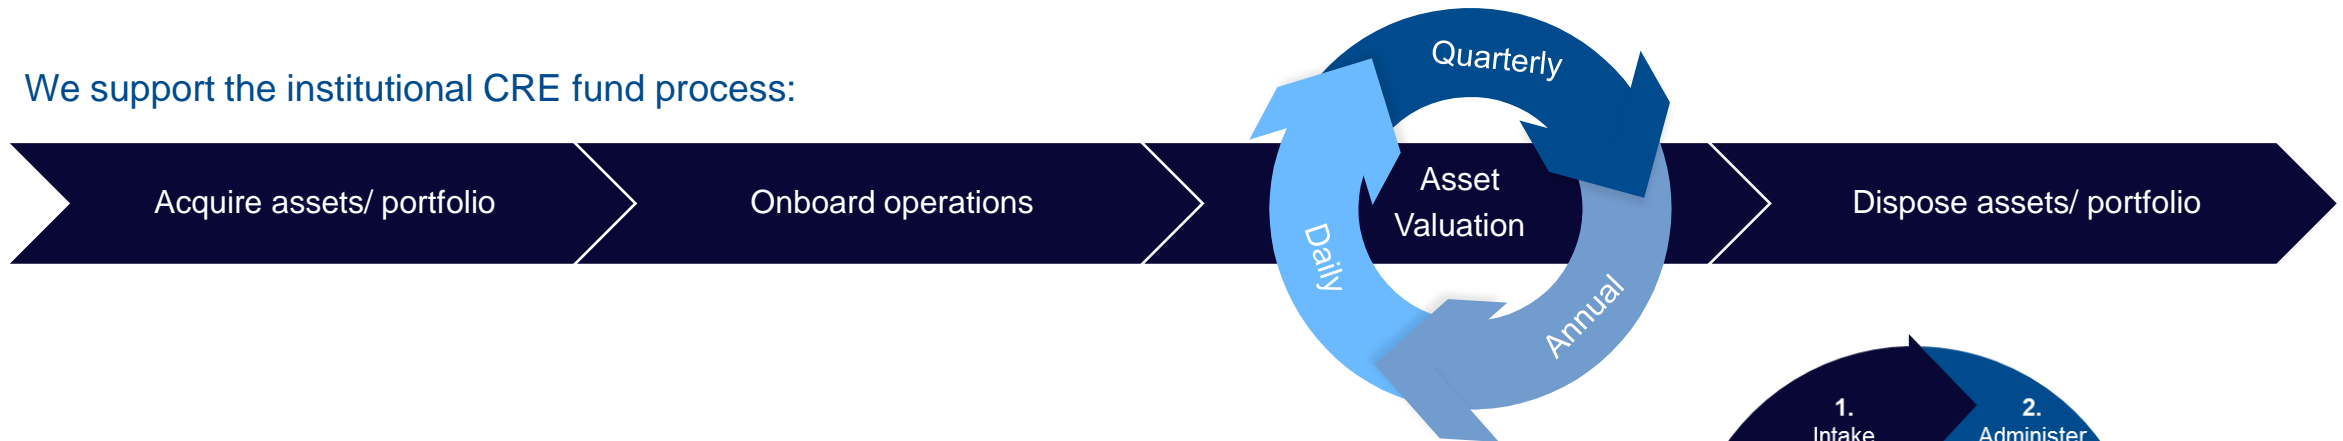 We support the institutional CRE fund process:
Quarterly
Acquire assets/ portfolio
Onboard operations
Asset
Valuation
Dispose assets/ portfolio
Daily
Annual
1.
Intake
2.
Administer